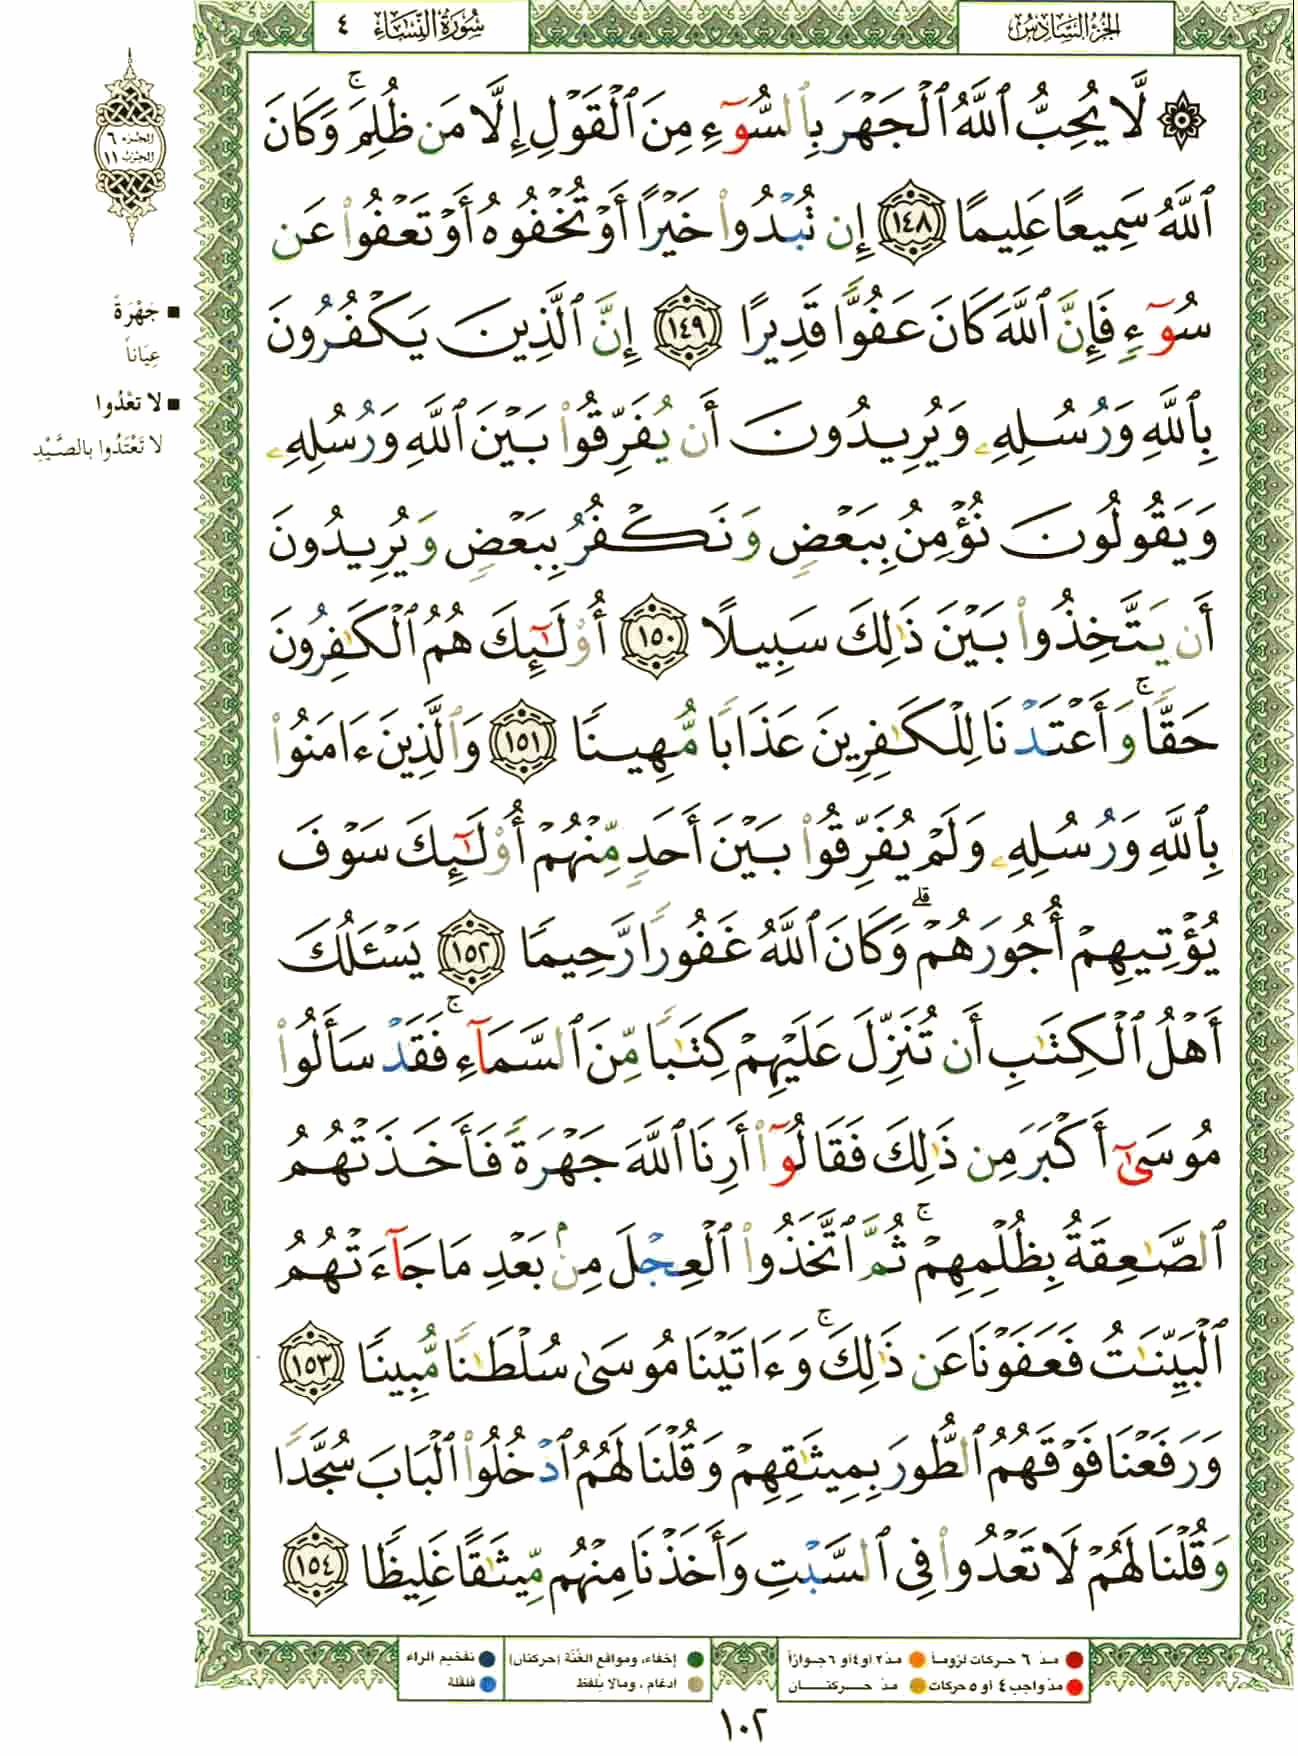 الجزء السادس
سورة النساء ٤
۞ لَّا يُحِبُّ ٱللَّهُ ٱلْجَهْرَ بِٱلسُّوٓءِ مِنَ ٱلْقَوْلِ إِلَّا مَن ظُلِمَ ۚ وَكَانَ
ٱللَّهُ سَمِيعًا عَلِيمًا ١٤٨ إِن تُبْدُوا۟ خَيْرًا أَوْ تُخْفُوهُ أَوْ تَعْفُوا۟ عَن
سُوٓءٍ فَإِنَّ ٱللَّهَ كَانَ عَفُوًّا قَدِيرًا ١٤٩ إِنَّ ٱلَّذِينَ يَكْفُرُونَ
بِٱللَّهِ وَرُسُلِهِۦ وَيُرِيدُونَ أَن يُفَرِّقُوا۟ بَيْنَ ٱللَّهِ وَرُسُلِهِۦ
وَيَقُولُونَ نُؤْمِنُ بِبَعْضٍ وَنَكْفُرُ بِبَعْضٍ وَيُرِيدُونَ
أَن يَتَّخِذُوا۟ بَيْنَ ذَٰلِكَ سَبِيلًا ١٥٠ أُو۟لَـٰٓئِكَ هُمُ ٱلْكَـٰفِرُونَ
حَقًّا ۚ وَأَعْتَدْنَا لِلْكَـٰفِرِينَ عَذَابًا مُّهِينًا ١٥١ وَٱلَّذِينَ ءَامَنُوا۟
بِٱللَّهِ وَرُسُلِهِۦ وَلَمْ يُفَرِّقُوا۟ بَيْنَ أَحَدٍ مِّنْهُمْ أُو۟لَـٰٓئِكَ سَوْفَ
يُؤْتِيهِمْ أُجُورَهُمْ ۗ وَكَانَ ٱللَّهُ غَفُورًا رَّحِيمًا ١٥٢ يَسْـَٔلُكَ
أَهْلُ ٱلْكِتَـٰبِ أَن تُنَزِّلَ عَلَيْهِمْ كِتَـٰبًا مِّنَ ٱلسَّمَآءِ ۚ فَقَدْ سَأَلُوا۟
مُوسَىٰٓ أَكْبَرَ مِن ذَٰلِكَ فَقَالُوٓا۟ أَرِنَا ٱللَّهَ جَهْرَةً فَأَخَذَتْهُمُ
ٱلصَّـٰعِقَةُ بِظُلْمِهِمْ ۚ ثُمَّ ٱتَّخَذُوا۟ ٱلْعِجْلَ مِنۢ بَعْدِ مَا جَآءَتْهُمُ
ٱلْبَيِّنَـٰتُ فَعَفَوْنَا عَن ذَٰلِكَ ۚ وَءَاتَيْنَا مُوسَىٰ سُلْطَـٰنًا مُّبِينًا ١٥٣
وَرَفَعْنَا فَوْقَهُمُ ٱلطُّورَ بِمِيثَـٰقِهِمْ وَقُلْنَا لَهُمُ ٱدْخُلُوا۟ ٱلْبَابَ سُجَّدًا
وَقُلْنَا لَهُمْ لَا تَعْدُوا۟ فِى ٱلسَّبْتِ وَأَخَذْنَا مِنْهُم مِّيثَـٰقًا غَلِيظًا ١٥٤
الجزء ٦
الحزب ١١
■ جَهْرَةً
عِيَاناً
■ لا تعْدُوا
لا تَعْتَدُوا بالصَّيْدِ
مدّ ٦ حركات لزوماً ● مدّ ٢ أو ٤ أو ٦ جوازاً
مدّ واجب ٤ أو ٥ حركات ● مدّ حركتان
إخفاء، ومواقع الغُنَّة (حركتان) ● تفخيم الراء
ادغام، وما لا يُلفَظ ● قلقلة
١٠٢